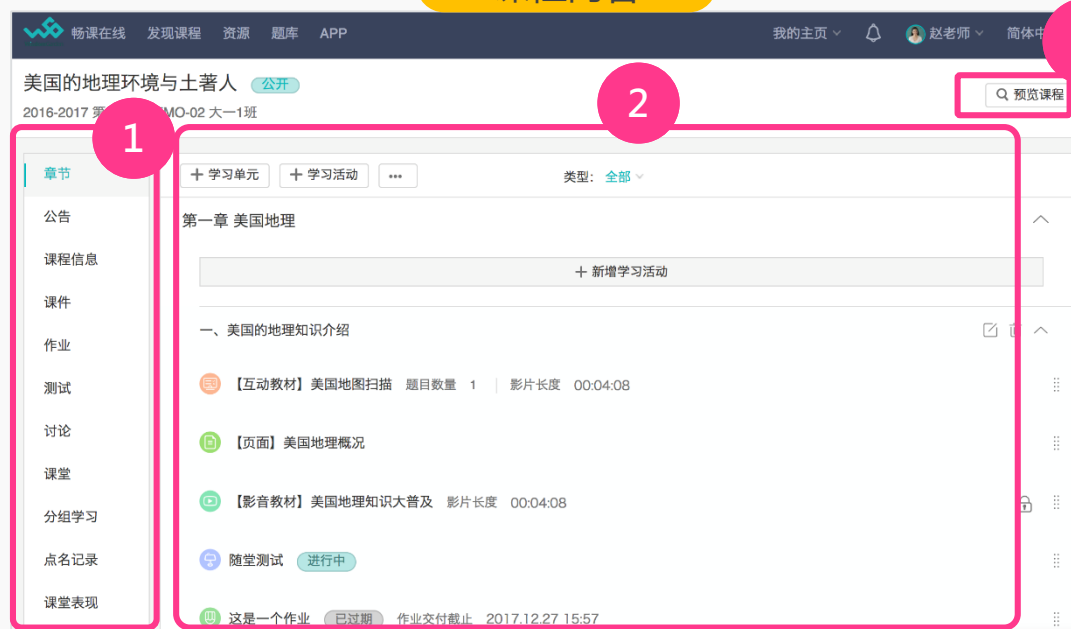 畅课在线 发现课程 资源 题库 APP 我的主页 赵老师 简体中
美国的地理环境与土著人 公开
2 预览课程
2016-2017 MO-02 大一1班
1
章节
公告
课程信息
课件
作业
测试
讨论
课堂
分组学习
点名记录
课堂表现
+ 学习单元 + 学习活动 ••• 类型: 全部
第一章 美国地理
+ 新增学习活动
一、美国的地理知识介绍
【互动教材】美国地图扫描 题目数量 1 | 影片长度 00:04:08
【页面】美国地理概况
【影音教材】美国地理知识大普及 影片长度 00:04:08
随堂测试 进行中
这是一个作业 已过期 作业交付截止 2017.12.27 15:57